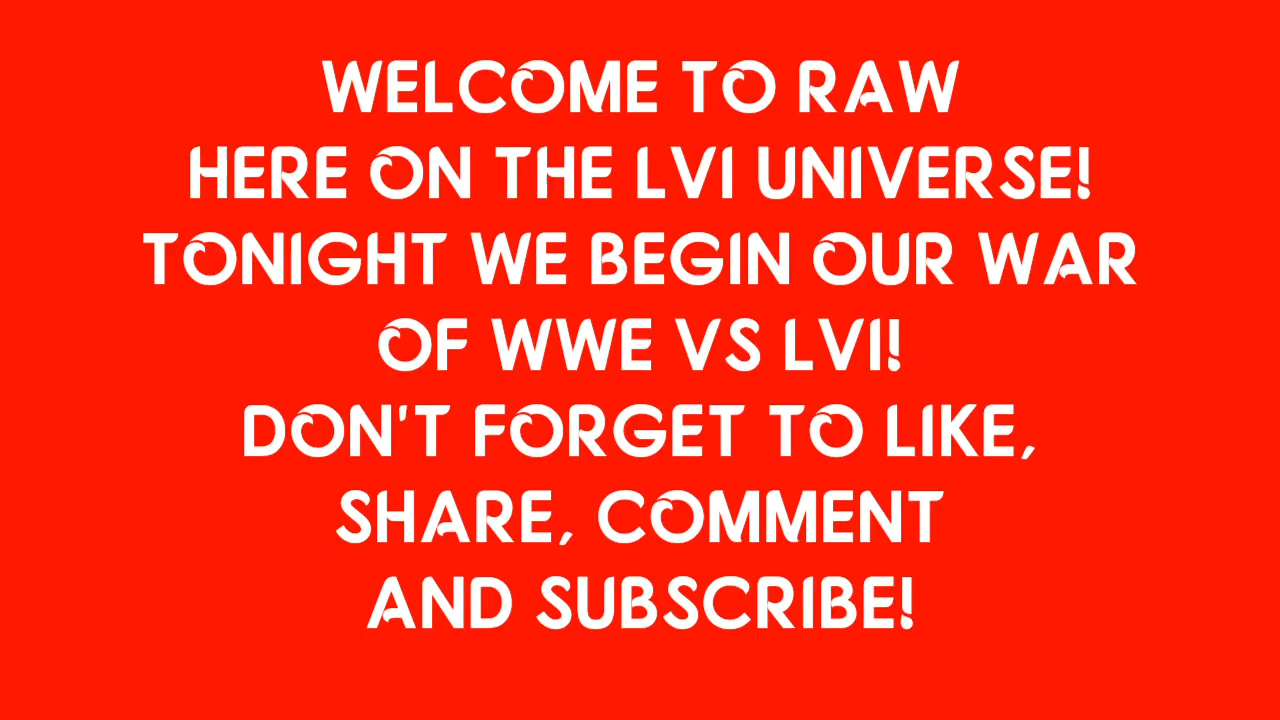 WELCOME TO RAW
HERE ON THE LVI UNIVERSE!
TONIGHT WE BEGIN OUR WAR
OF WWE VS LVI!
DON'T FORGET TO LIKE,
SHARE, COMMENT
AND SUBSCRIBE!